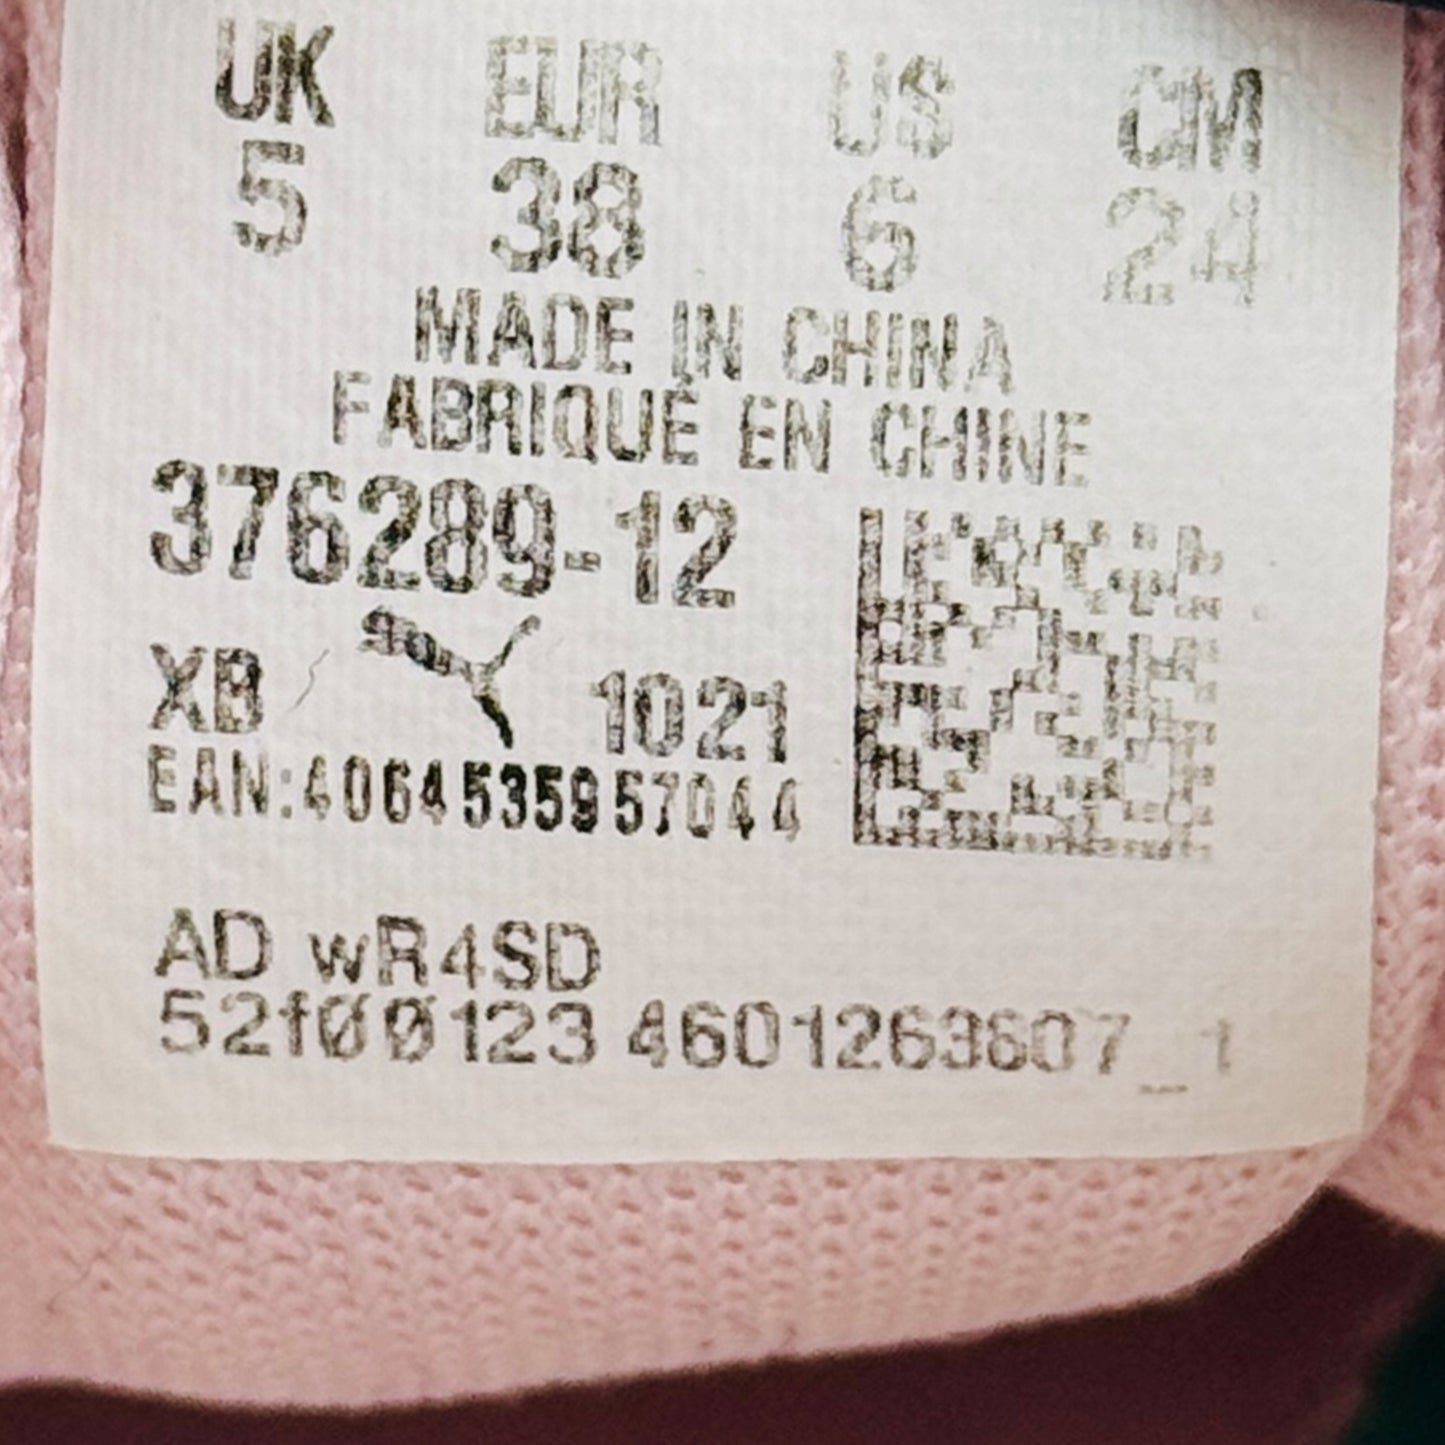 UK EUR US CM
5 38 6 24
MADE IN CHINA
FABRIQUÉ EN CHINE
376289-12
XB 1021
EAN:4064535957044
AD wR4SD
52f00123 4601263607_1